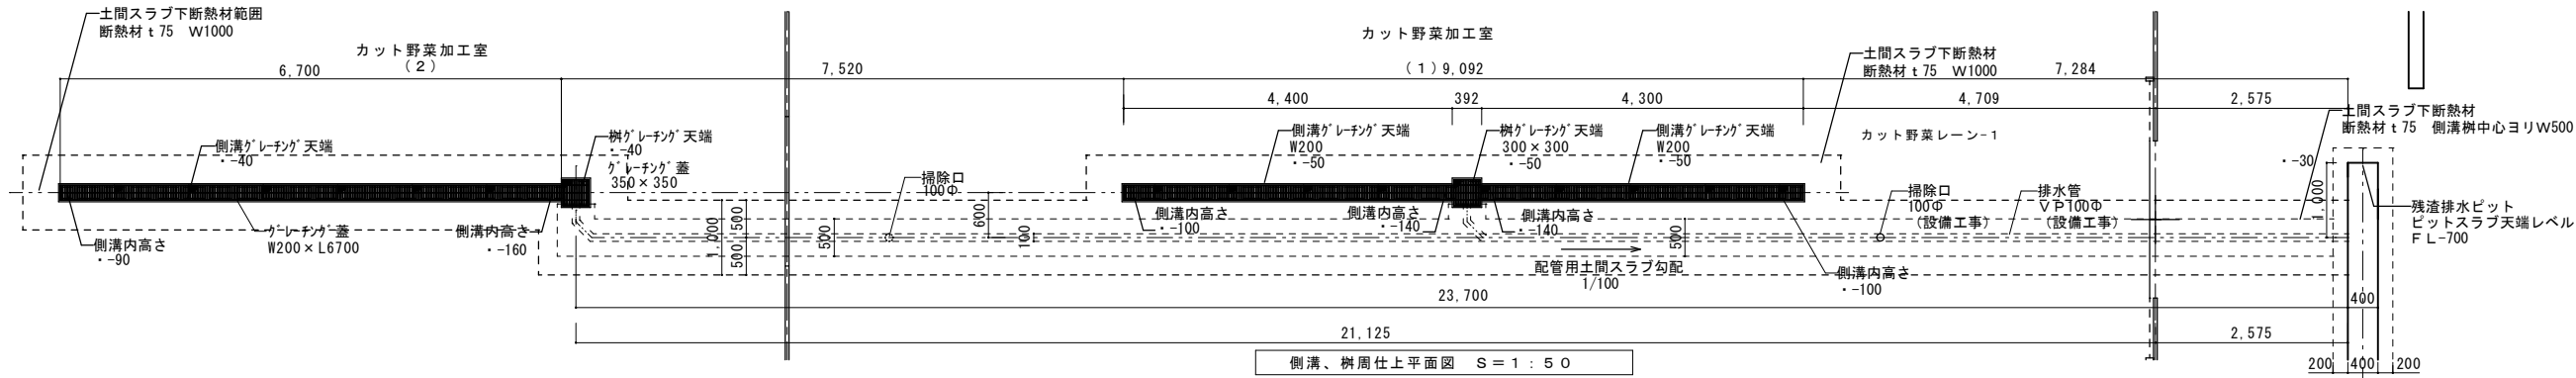 土間スラブ下断熱材範囲
断熱材ｔ75　W1000
カット野菜加工室
（２）
6,700
7,520
カット野菜加工室
（１）9,092
土間スラブ下断熱材
断熱材ｔ75　W1000
7,284
4,400
392
4,300
4,709
2,575
土間スラブ下断熱材
断熱材ｔ75　側溝桝中心ヨリW500
側溝ｸﾞﾚｰﾁﾝｸﾞ天端
・-40
桝ｸﾞﾚｰﾁﾝｸﾞ天端
・-40
ｸﾞﾚｰﾁﾝｸﾞ蓋
350×350
側溝ｸﾞﾚｰﾁﾝｸﾞ天端
W200
・-50
桝ｸﾞﾚｰﾁﾝｸﾞ天端
300×300
・-50
側溝ｸﾞﾚｰﾁﾝｸﾞ天端
W200
・-50
カット野菜レーン-1
・-30
掃除口
100Φ
掃除口
100Φ
（設備工事）
排水管
ＶＰ100Φ
（設備工事）
1,000
残渣排水ピット
ピットスラブ天端レベル
ＦＬ-700
側溝内高さ
・-90
ｸﾞﾚｰﾁﾝｸﾞ蓋
W200×L6700
側溝内高さ
・-160
1,000
500
500
500
600
100
側溝内高さ
・-100
側溝内高さ
・-140
側溝内高さ
・-140
500
配管用土間スラブ勾配
1/100
側溝内高さ
・-100
23,700
400
21,125
2,575
側溝、桝周仕上平面図　Ｓ＝１：５０
200
400
200